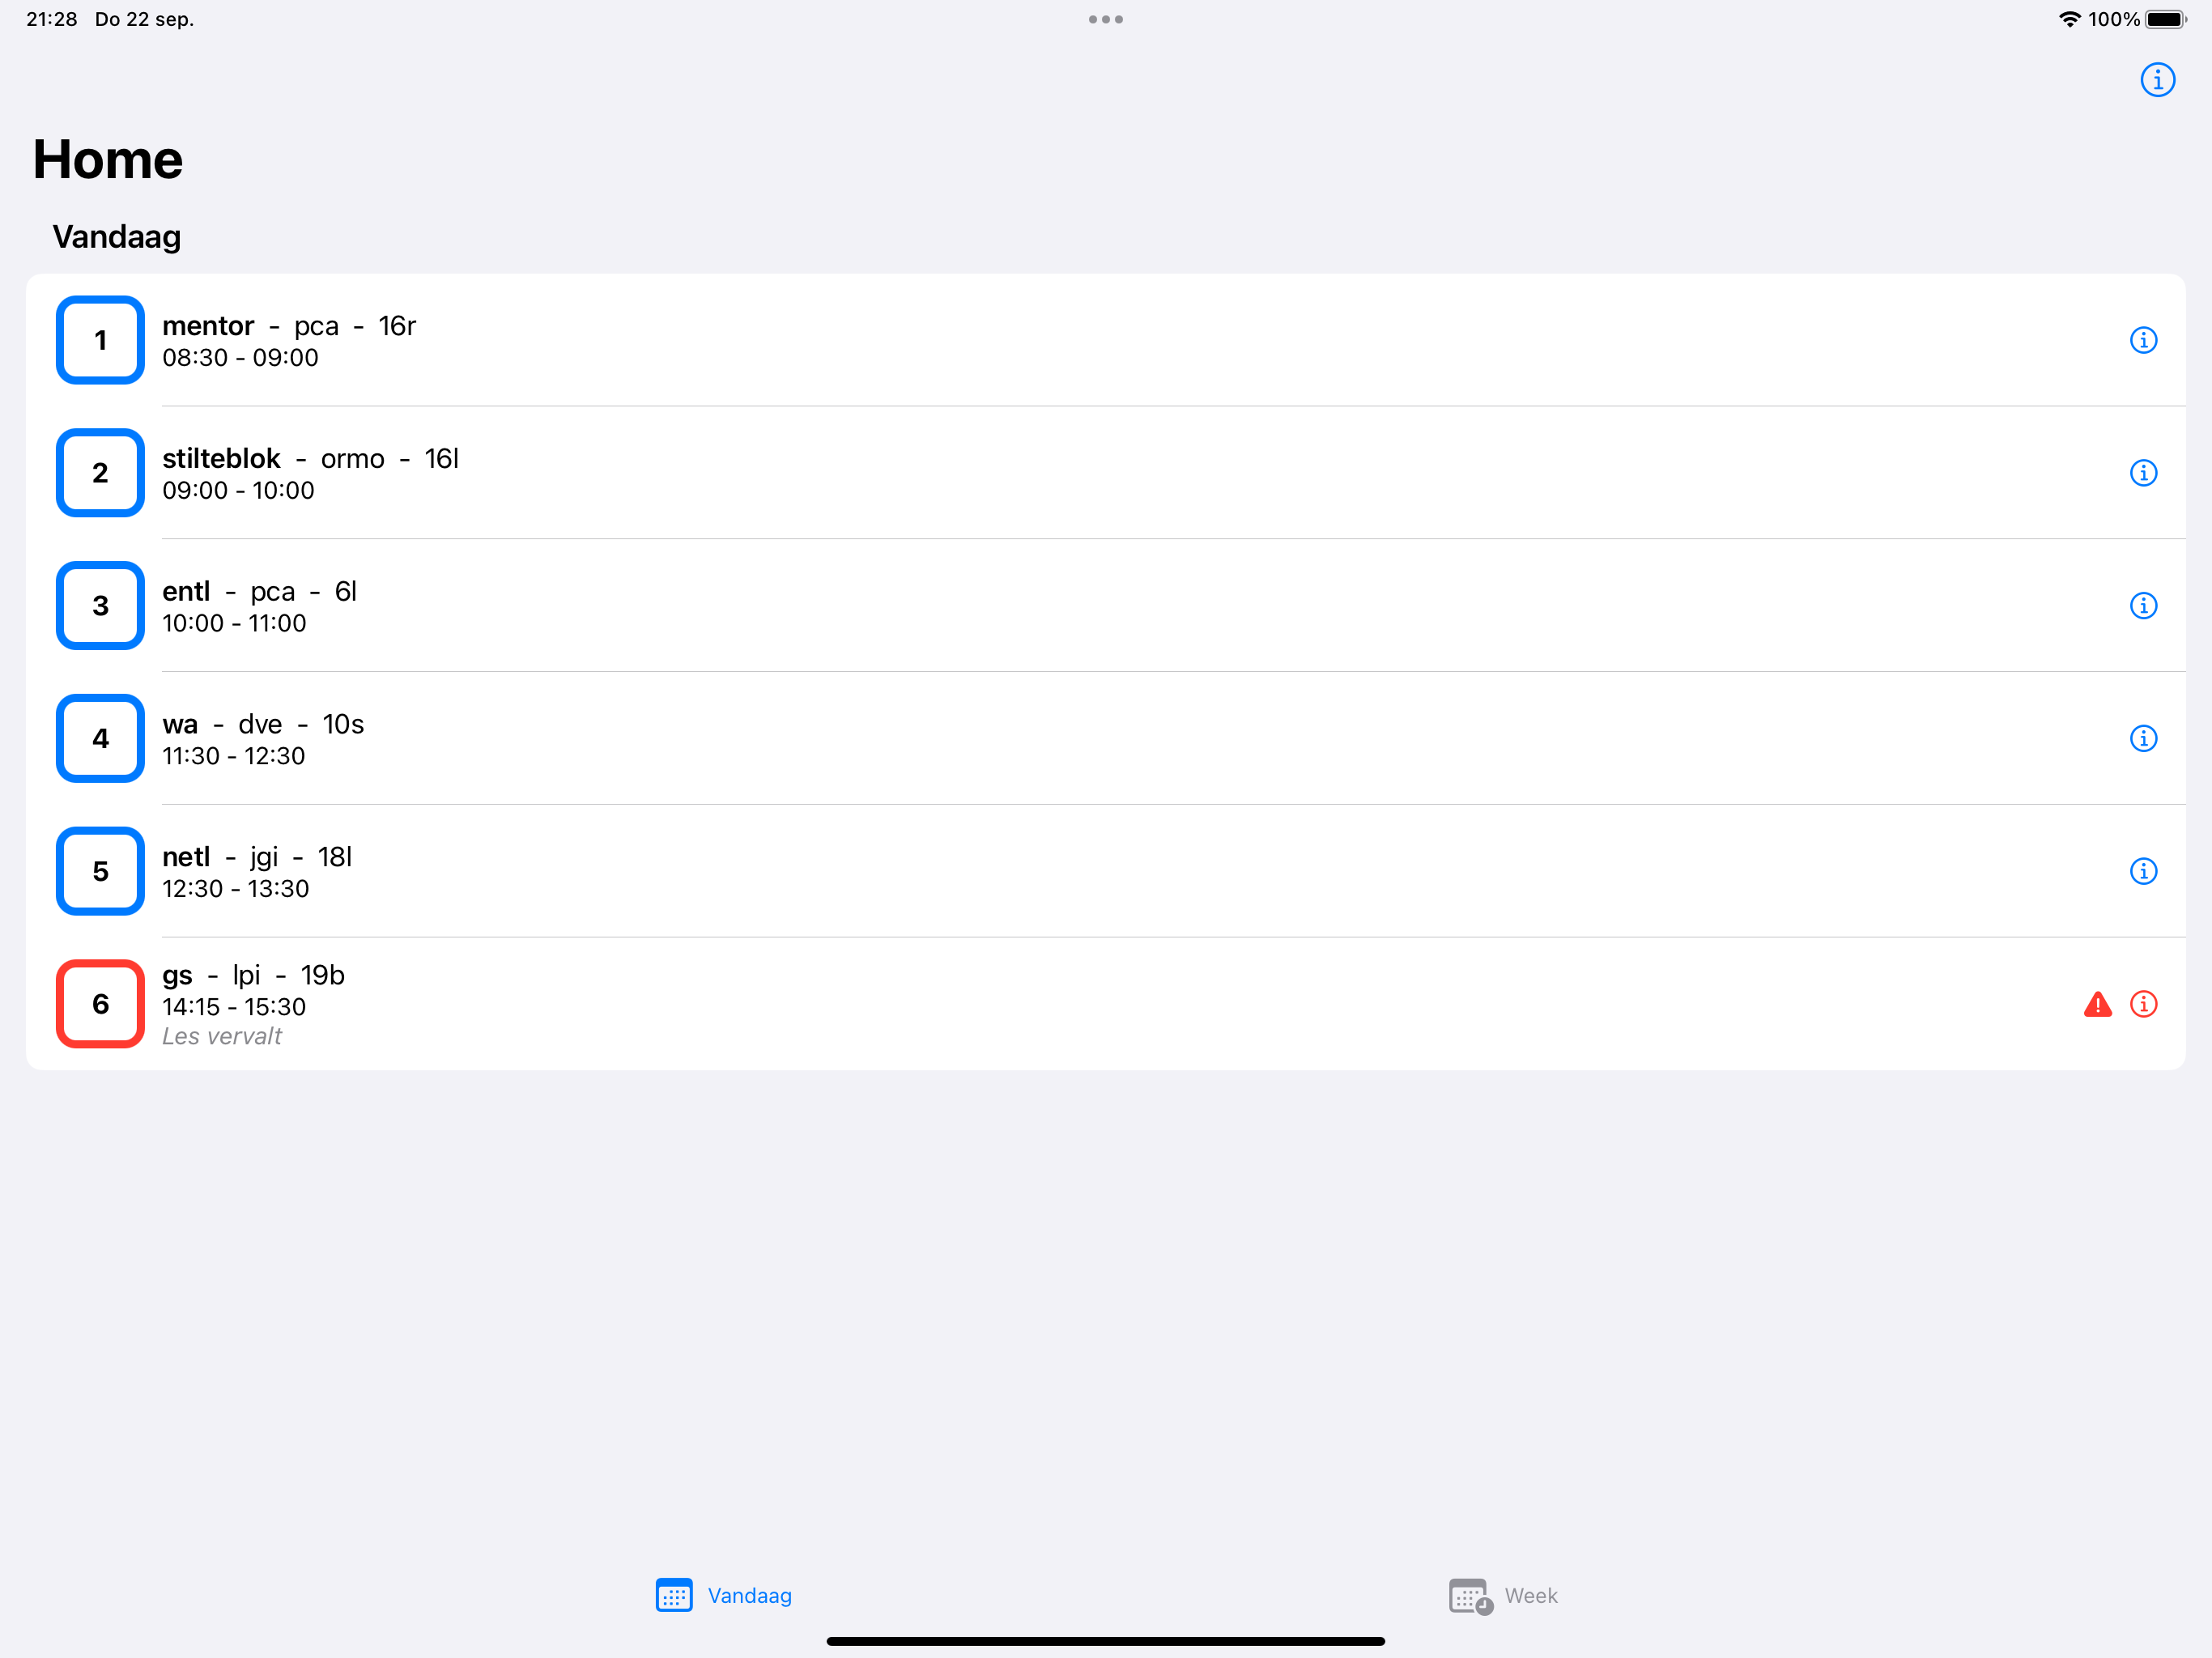 21:28 Do 22 sep.
100%
Home
Vandaag
1
mentor - pca - 16r
08:30 - 09:00
2
stilteblok - ormo - 16l
09:00 - 10:00
3
entl - pca - 6l
10:00 - 11:00
4
wa - dve - 10s
11:30 - 12:30
5
netl - jgi - 18l
12:30 - 13:30
6
gs - lpi - 19b
14:15 - 15:30
Les vervalt
Vandaag
Week